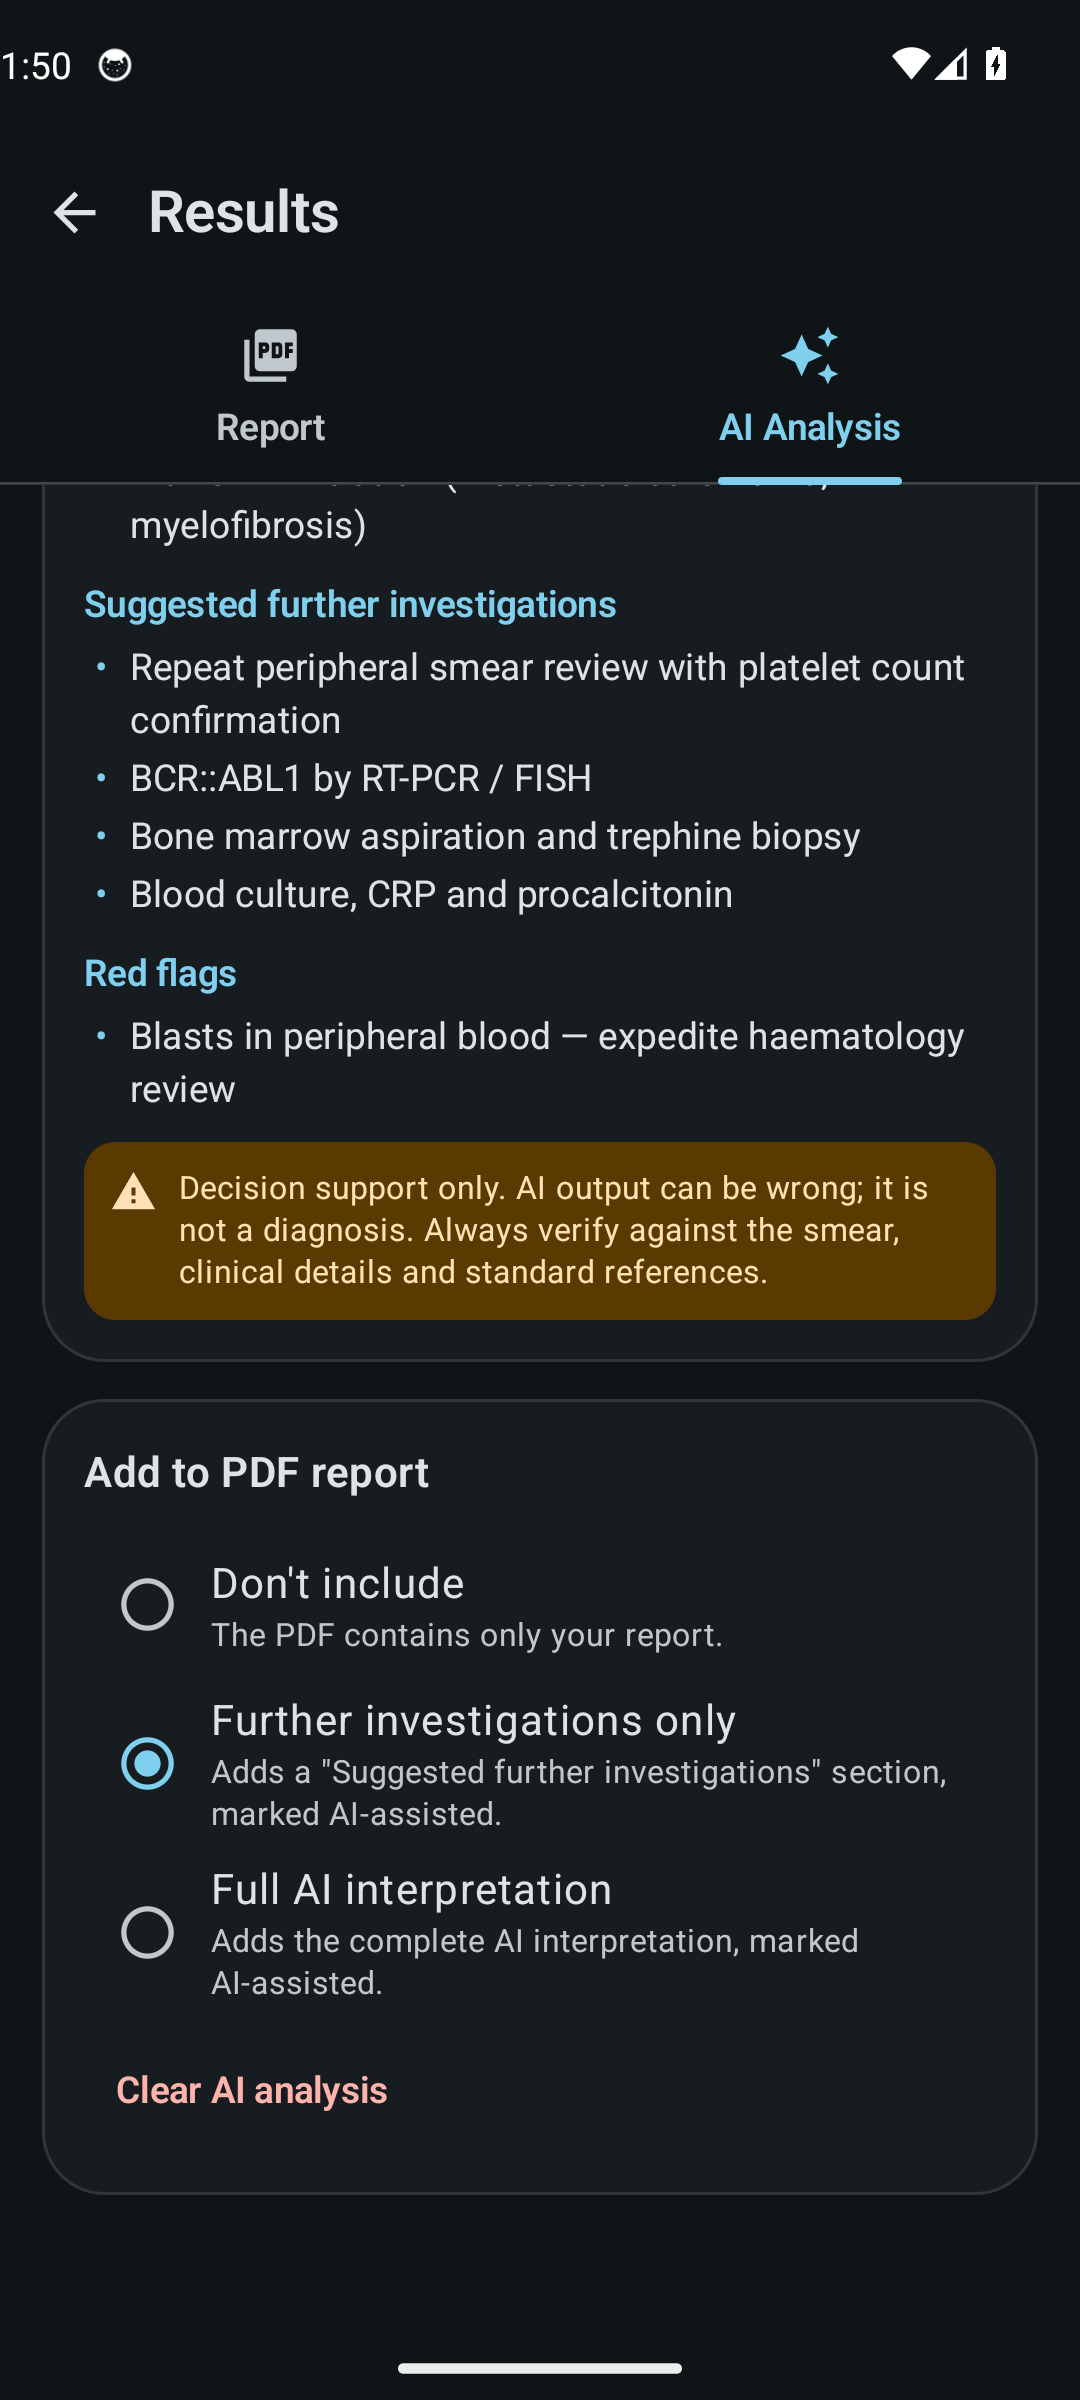 1:50
Results
PDF
Report
AI Analysis
myelofibrosis)
Suggested further investigations
• Repeat peripheral smear review with platelet count
confirmation
• BCR::ABL1 by RT-PCR / FISH
• Bone marrow aspiration and trephine biopsy
• Blood culture, CRP and procalcitonin
Red flags
• Blasts in peripheral blood — expedite haematology
review
Decision support only. AI output can be wrong; it is
not a diagnosis. Always verify against the smear,
clinical details and standard references.
Add to PDF report
Don't include
The PDF contains only your report.
Further investigations only
Adds a "Suggested further investigations" section,
marked AI-assisted.
Full AI interpretation
Adds the complete AI interpretation, marked
AI-assisted.
Clear AI analysis